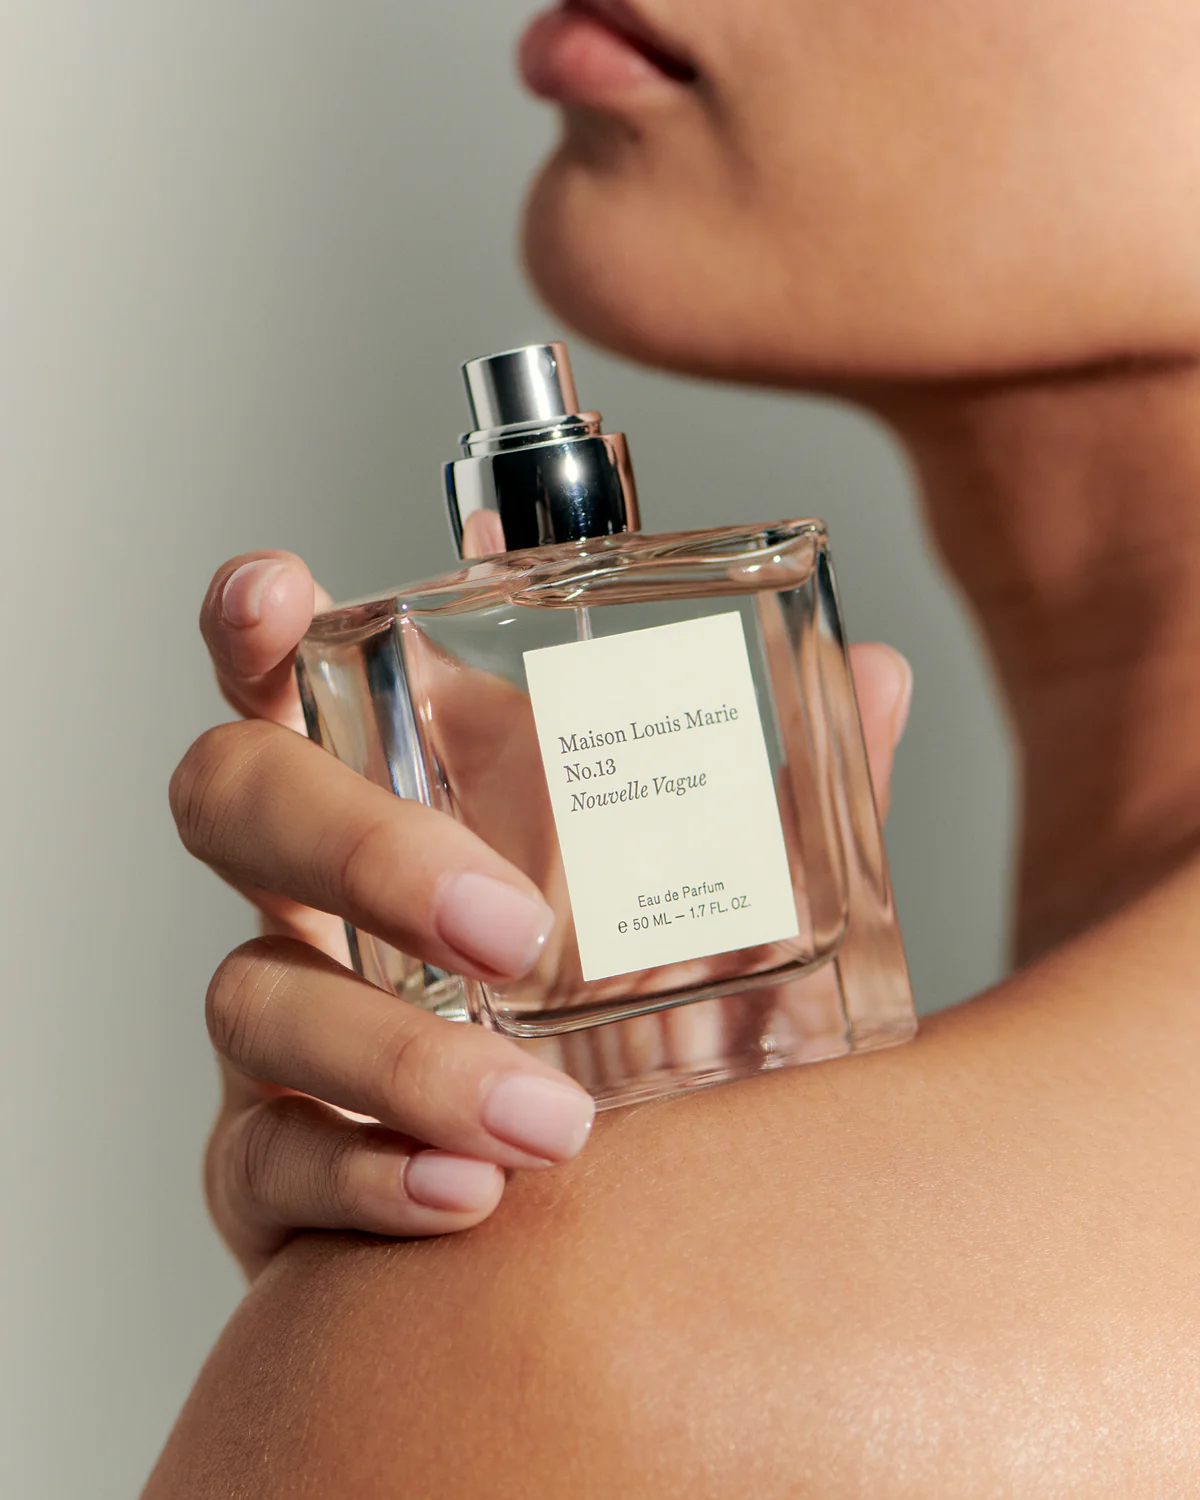 Maison Louis Marie
No.13
Nouvelle Vague
Eau de Parfum
℮ 50 ML — 1.7 FL. OZ.